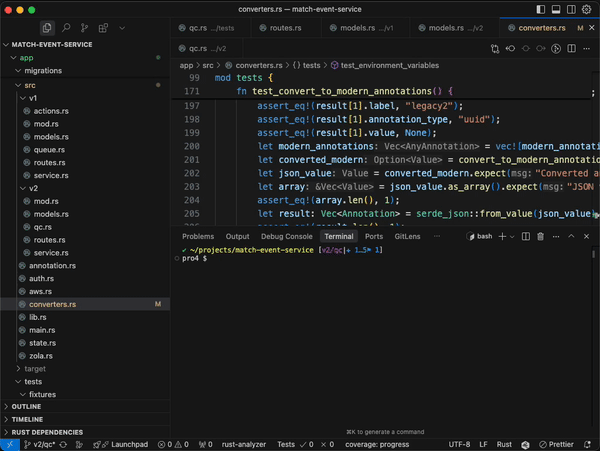 converters.rs — match-event-service
MATCH-EVENT-SERVICE
app
migrations
src
v1
actions.rs
mod.rs
models.rs
queue.rs
routes.rs
service.rs
v2
mod.rs
models.rs
qc.rs
routes.rs
service.rs
annotation.rs
auth.rs
aws.rs
converters.rs M
lib.rs
main.rs
state.rs
zola.rs
target
tests
fixtures
OUTLINE
TIMELINE
RUST DEPENDENCIES
qc.rs .../tests routes.rs models.rs .../v1 models.rs .../v2 converters.rs M
qc.rs .../v2
app > src > converters.rs > {} tests > test_environment_variables
99 mod tests {
171 fn test_convert_to_modern_annotations() {
197 assert_eq!(result[1].label, "legacy2");
198 assert_eq!(result[1].annotation_type, "uuid");
199 assert_eq!(result[1].value, None);
200 let modern_annotations: Vec<AnyAnnotation> = vec![modern_annota
201 let converted_modern: Option<Value> = convert_to_modern_annotatio
202 let json_value: Value = converted_modern.expect(msg: "Converted an
203 let array: &Vec<Value> = json_value.as_array().expect(msg: "JSON
204 assert_eq!(array.len(), 1);
205 let result: Vec<Annotation> = serde_json::from_value(json_value)
206
Problems Output Debug Console Terminal Ports GitLens ... bash
✓ ~/projects/match-event-service
pro4 $
⌘K to generate a command
v2/qc* Launchpad 0 0 0 rust-analyzer Tests 0 0 coverage: progress UTF-8 LF Rust Prettier